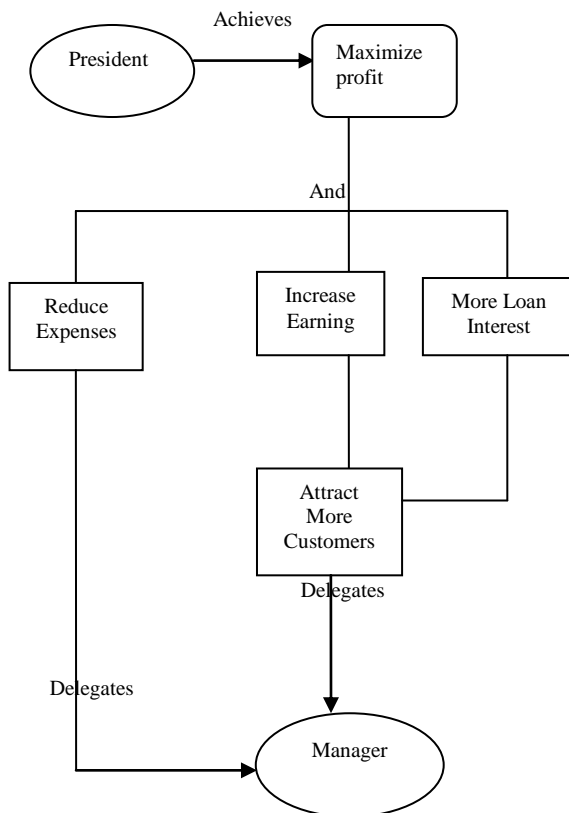 Achieves
President
Maximize
profit
And
Reduce
Expenses
Increase
Earning
More Loan
Interest
Attract
More
Customers
Delegates
Delegates
Manager